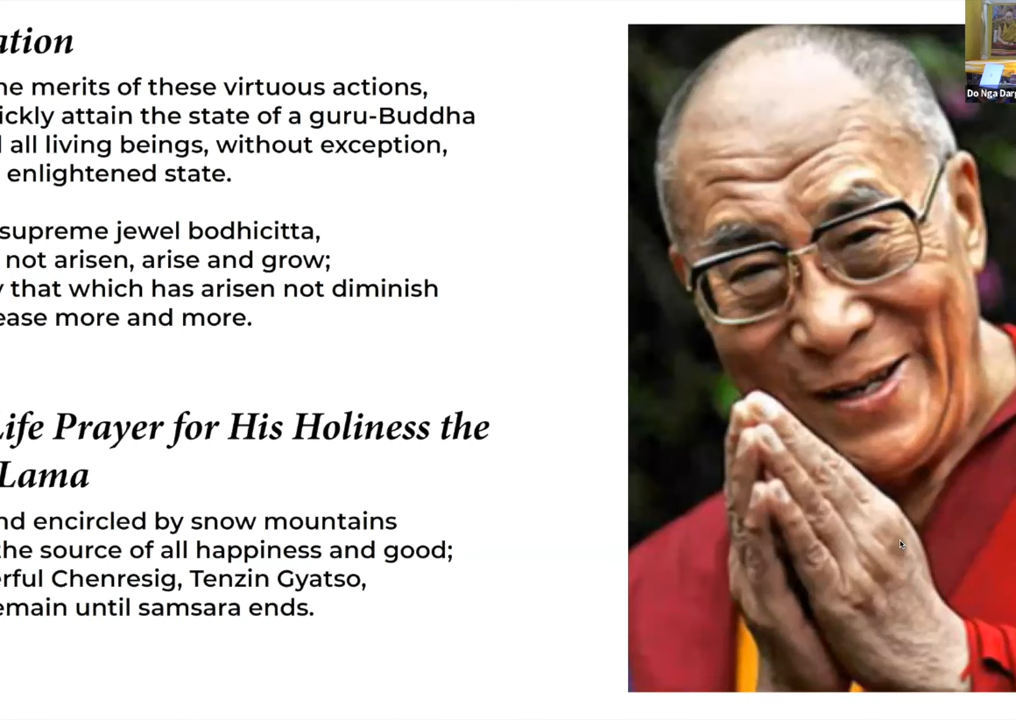 ation
he merits of these virtuous actions,
ickly attain the state of a guru-Buddha
all living beings, without exception,
enlightened state.
supreme jewel bodhicitta,
not arisen, arise and grow;
y that which has arisen not diminish
ease more and more.
Life Prayer for His Holiness the
Lama
nd encircled by snow mountains
the source of all happiness and good;
erful Chenresig, Tenzin Gyatso,
emain until samsara ends.
Do Nga Darg